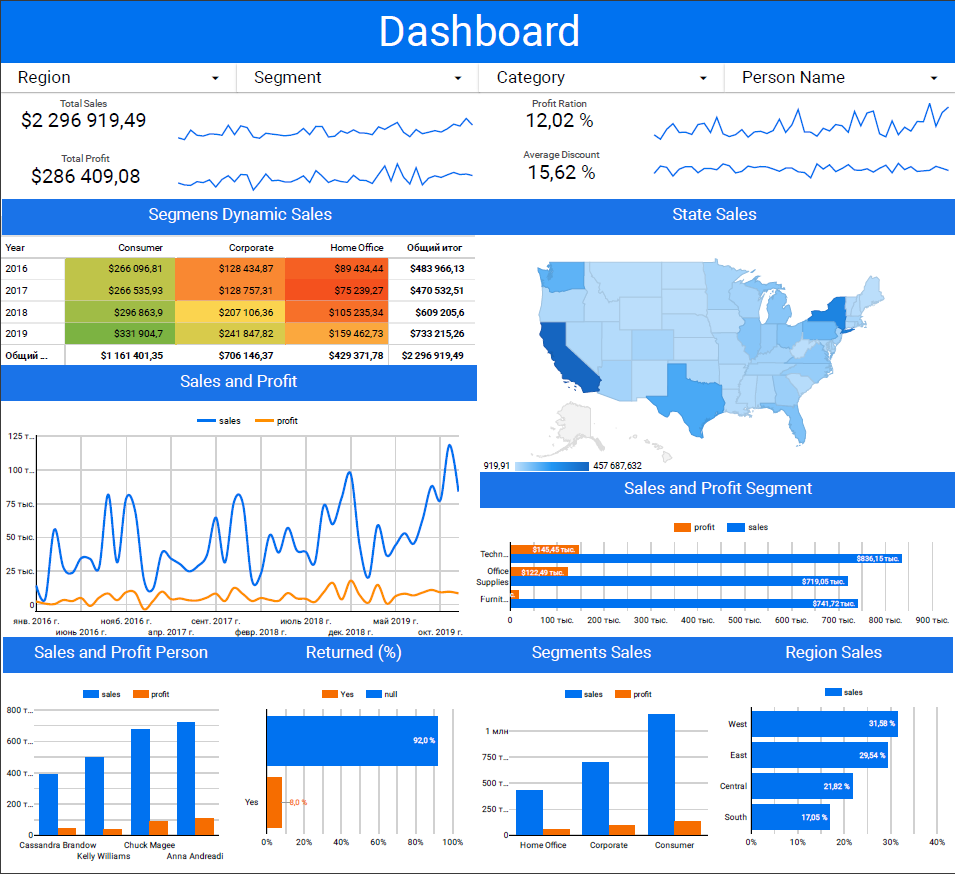 Dashboard
Region Segment Category Person Name
Total Sales
$2 296 919,49
Profit Ration
12,02 %
Total Profit
$286 409,08
Average Discount
15,62 %
Segmens Dynamic Sales
State Sales
Year Consumer Corporate Home Office Общий итог
2016 $266 096,81 $128 434,87 $89 434,44 $483 966,13
2017 $266 535,93 $128 757,31 $75 239,27 $470 532,51
2018 $296 863,9 $207 106,36 $105 235,34 $609 205,6
2019 $331 904,7 $241 847,82 $159 462,73 $733 215,26
Общий ... $1 161 401,35 $706 146,37 $429 371,78 $2 296 919,49
919,91 457 687,632
Sales and Profit
sales profit
125 т...
100 т...
75 тыс.
50 тыс.
25 тыс.
0
янв. 2016 г. нояб. 2016 г. сент. 2017 г. июль 2018 г. май 2019 г.
июнь 2016 г. апр. 2017 г. февр. 2018 г. дек. 2018 г. окт. 2019 г.
Sales and Profit Segment
profit sales
Techn... $145,45 тыс. $836,15 тыс.
Office Supplies $122,49 тыс. $719,05 тыс.
Furnit... $741,72 тыс.
0 100 тыс. 200 тыс. 300 тыс. 400 тыс. 500 тыс. 600 тыс. 700 тыс. 800 тыс. 900 тыс.
Sales and Profit Person
sales profit
800 т...
600 т...
400 т...
200 т...
0
Cassandra Brandow Chuck Magee
Kelly Williams Anna Andreadi
Returned (%)
Yes null
92,0 %
Yes 8,0 %
0% 20% 40% 60% 80% 100%
Segments Sales
sales profit
1 млн
750 т...
500 т...
250 т...
0
Home Office Corporate Consumer
Region Sales
sales
West 31,58 %
East 29,54 %
Central 21,82 %
South 17,05 %
0% 10% 20% 30% 40%